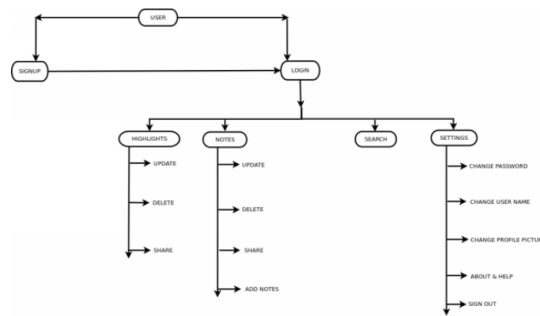 USER
SIGNUP
LOGIN
HIGHLIGHTS
NOTES
SEARCH
SETTINGS
UPDATE
DELETE
SHARE
UPDATE
DELETE
SHARE
ADD NOTES
CHANGE PASSWORD
CHANGE USER NAME
CHANGE PROFILE PICTU
ABOUT & HELP
SIGN OUT